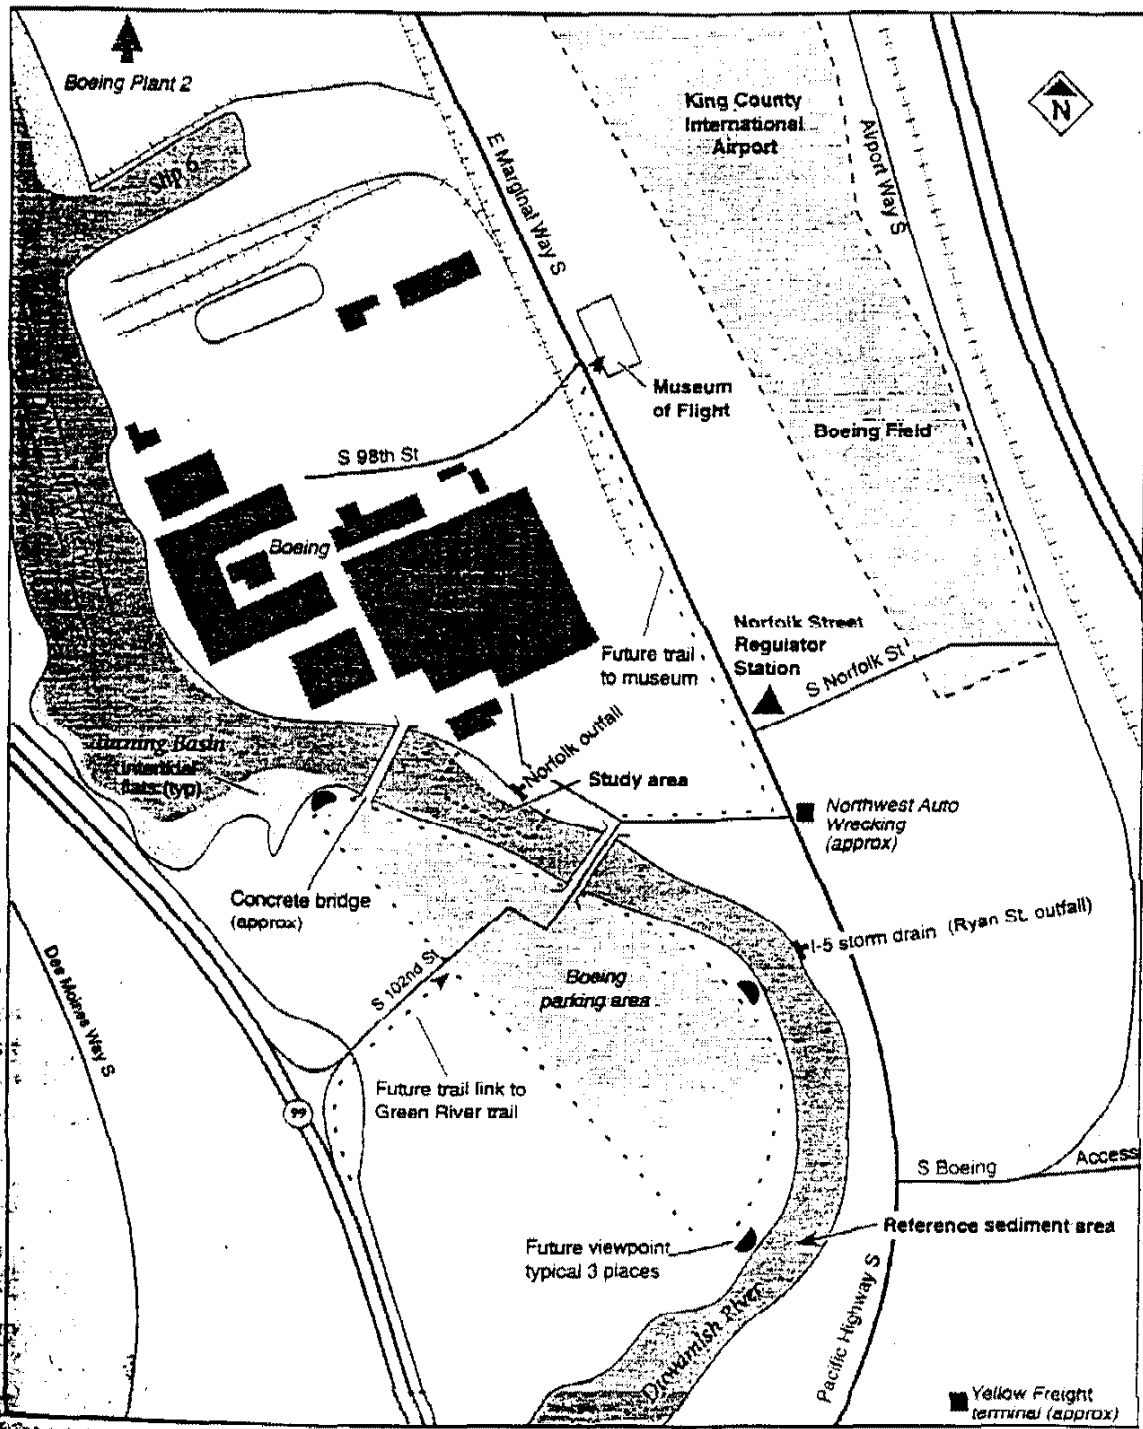 Boeing Plant 2
N
King County
International
Airport
E Marginal Way S
Airport Way S
Slip 6
Museum
of Flight
Boeing Field
S 98th St
Boeing
Norfolk Street
Regulator
Station
S Norfolk St
Future trail
to museum
Turning Basin
Intertidal
flats (typ)
Norfolk outfall
Study area
Northwest Auto
Wrecking
(approx)
Concrete bridge
(approx)
I-5 storm drain (Ryan St. outfall)
Des Moines Way S
S 102nd St
Boeing
parking area
Future trail link to
Green River trail
99
S Boeing
Access
Reference sediment area
Future viewpoint
typical 3 places
Duwamish River
Pacific Highway S
Yellow Freight
terminal (approx)